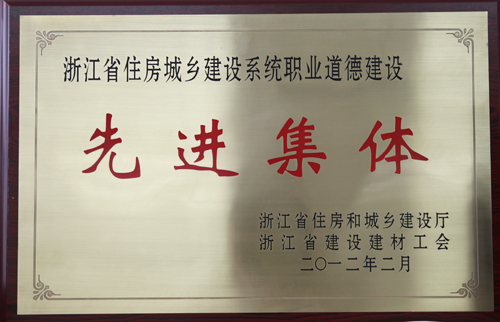 浙江省住房城乡建设系统职业道德建设
先进集体
浙江省住房和城乡建设厅
浙江省建设建材工会
二〇一二年二月